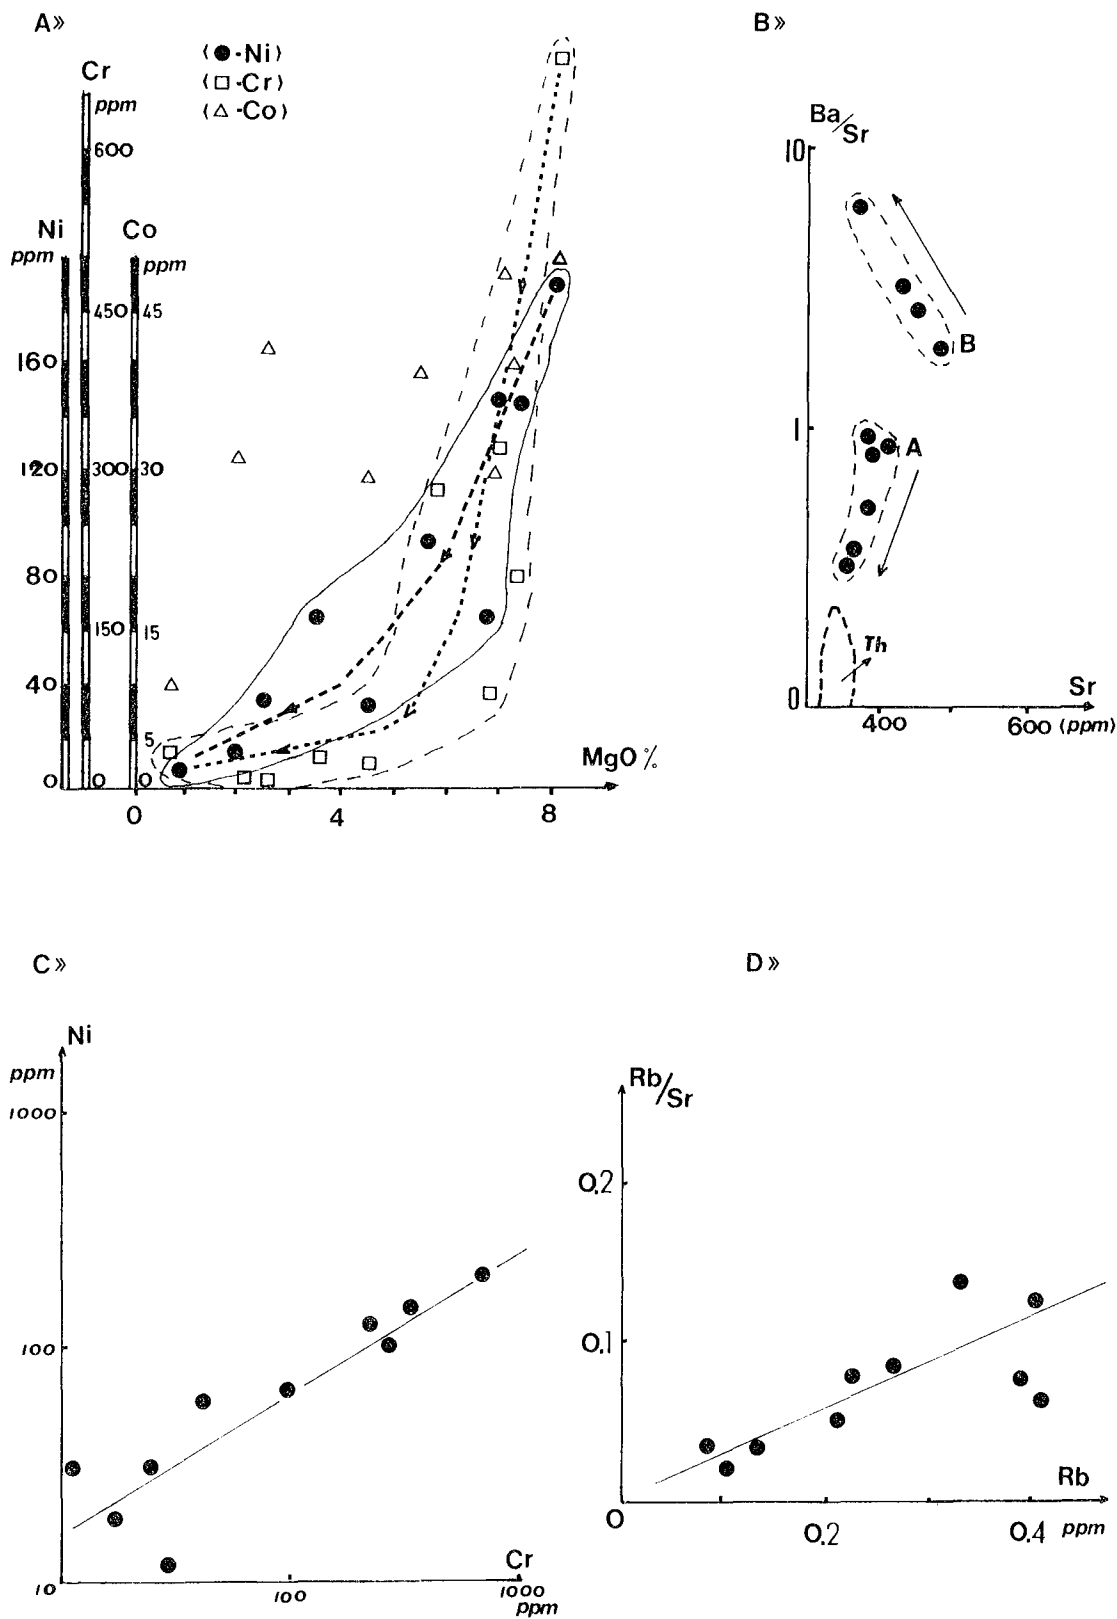 A»
(●-Ni)
(□-Cr)
(△-Co)
Cr
ppm
600
Ni
Co
ppm
ppm
450
45
160
120
300
30
80
150
15
40
5
0
0
0
MgO %
0
4
8
B»
Ba/Sr
10
B
1
A
Th
Sr
0
400
600 (ppm)
C»
Ni
ppm
1000
100
Cr
10
100
1000
ppm
D»
Rb/Sr
0.2
0.1
Rb
0
0.2
0.4
ppm